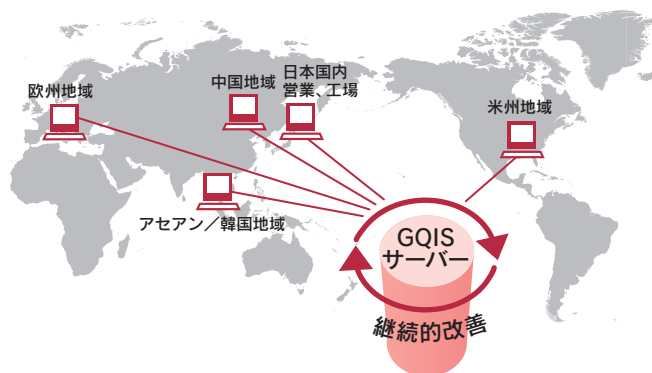 欧州地域
中国地域
日本国内
営業、工場
米州地域
アセアン／韓国地域
GQIS
サーバー
継続的改善